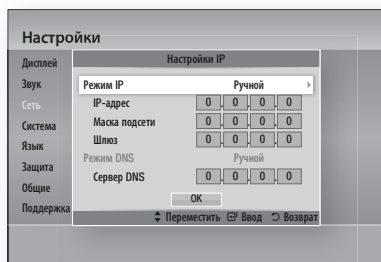 Настройки
Дисплей
Звук
Сеть
Система
Язык
Защита
Общие
Поддержка
Настройки IP
Режим IP Ручной
IP-адрес 0 . 0 . 0 . 0
Маска подсети 0 . 0 . 0 . 0
Шлюз 0 . 0 . 0 . 0
Режим DNS Ручной
Сервер DNS 0 . 0 . 0 . 0
OK
Переместить Ввод Возврат